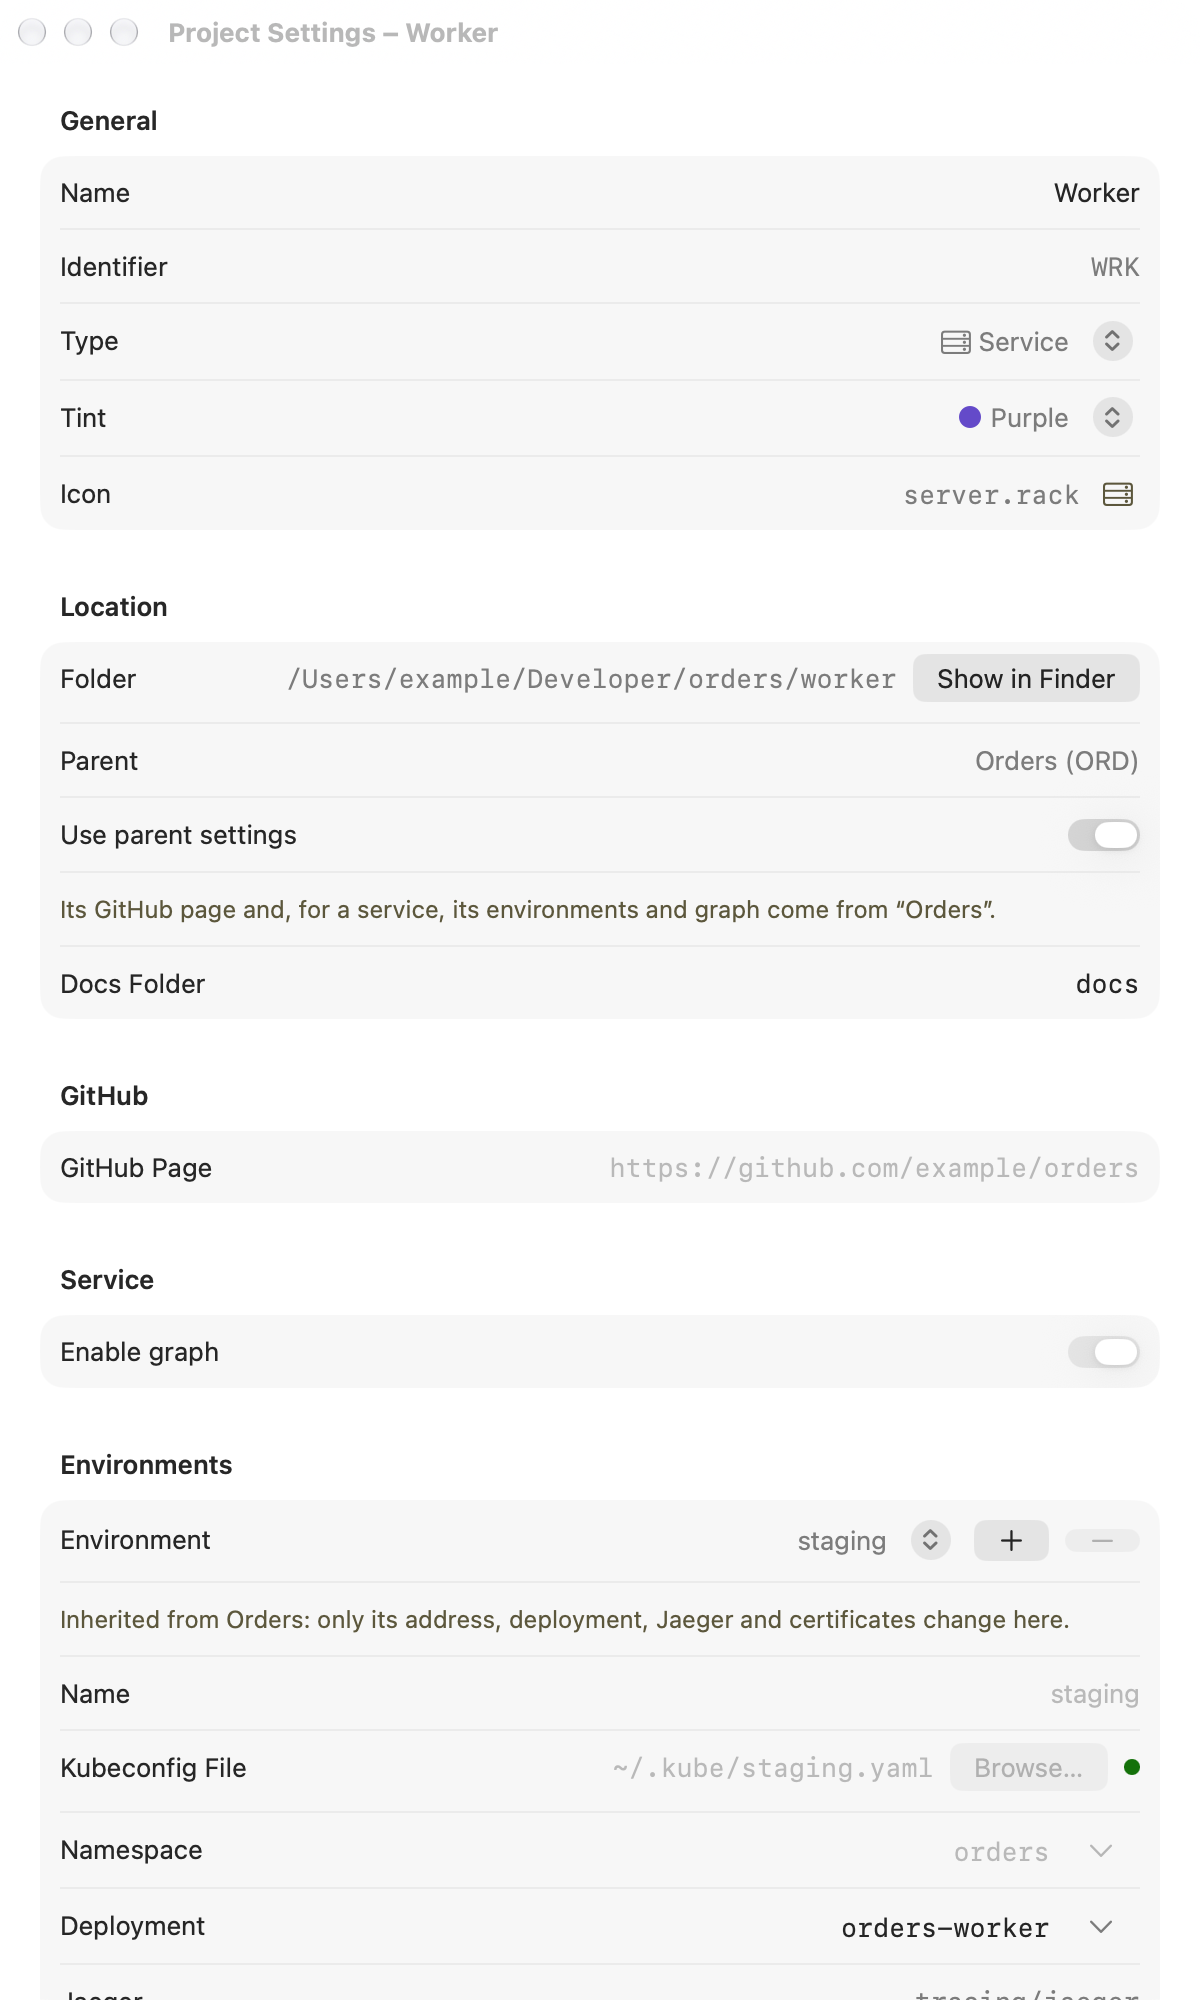 Project Settings – Worker
General
Name Worker
Identifier WRK
Type Service
Tint Purple
Icon server.rack
Location
Folder /Users/example/Developer/orders/worker Show in Finder
Parent Orders (ORD)
Use parent settings
Its GitHub page and, for a service, its environments and graph come from “Orders”.
Docs Folder docs
GitHub
GitHub Page https://github.com/example/orders
Service
Enable graph
Environments
Environment staging
Inherited from Orders: only its address, deployment, Jaeger and certificates change here.
Name staging
Kubeconfig File ~/.kube/staging.yaml Browse...
Namespace orders
Deployment orders-worker
Jaeger tracing/jaeger